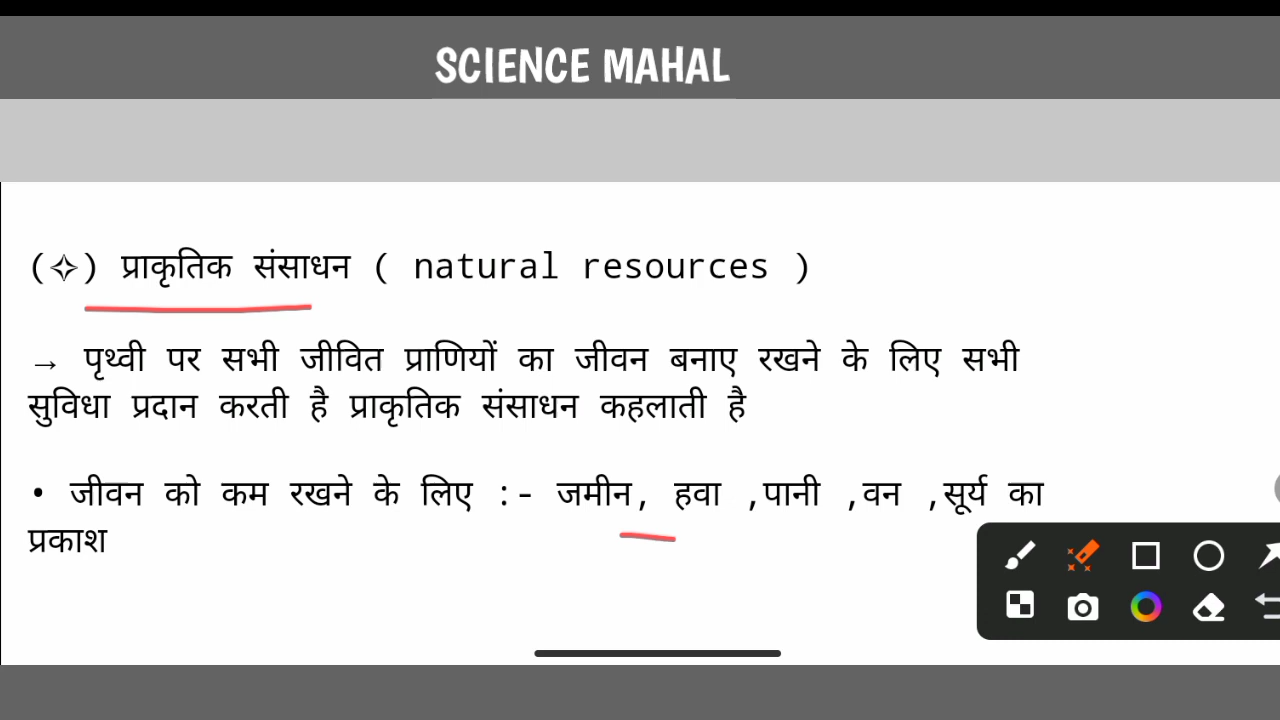 SCIENCE MAHAL
(✧) प्राकृतिक संसाधन ( natural resources )
→ पृथ्वी पर सभी जीवित प्राणियों का जीवन बनाए रखने के लिए सभी
सुविधा प्रदान करती है प्राकृतिक संसाधन कहलाती है
• जीवन को कम रखने के लिए :- जमीन, हवा ,पानी ,वन ,सूर्य का
प्रकाश